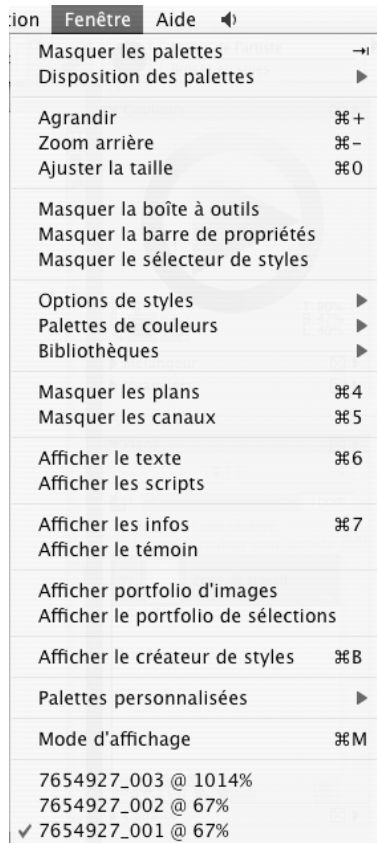 tion Fenêtre Aide
Masquer les palettes
Disposition des palettes
Agrandir ⌘+
Zoom arrière ⌘-
Ajuster la taille ⌘0
Masquer la boîte à outils
Masquer la barre de propriétés
Masquer le sélecteur de styles
Options de styles
Palettes de couleurs
Bibliothèques
Masquer les plans ⌘4
Masquer les canaux ⌘5
Afficher le texte ⌘6
Afficher les scripts
Afficher les infos ⌘7
Afficher le témoin
Afficher portfolio d'images
Afficher le portfolio de sélections
Afficher le créateur de styles ⌘B
Palettes personnalisées
Mode d'affichage ⌘M
7654927_003 @ 1014%
7654927_002 @ 67%
✓ 7654927_001 @ 67%